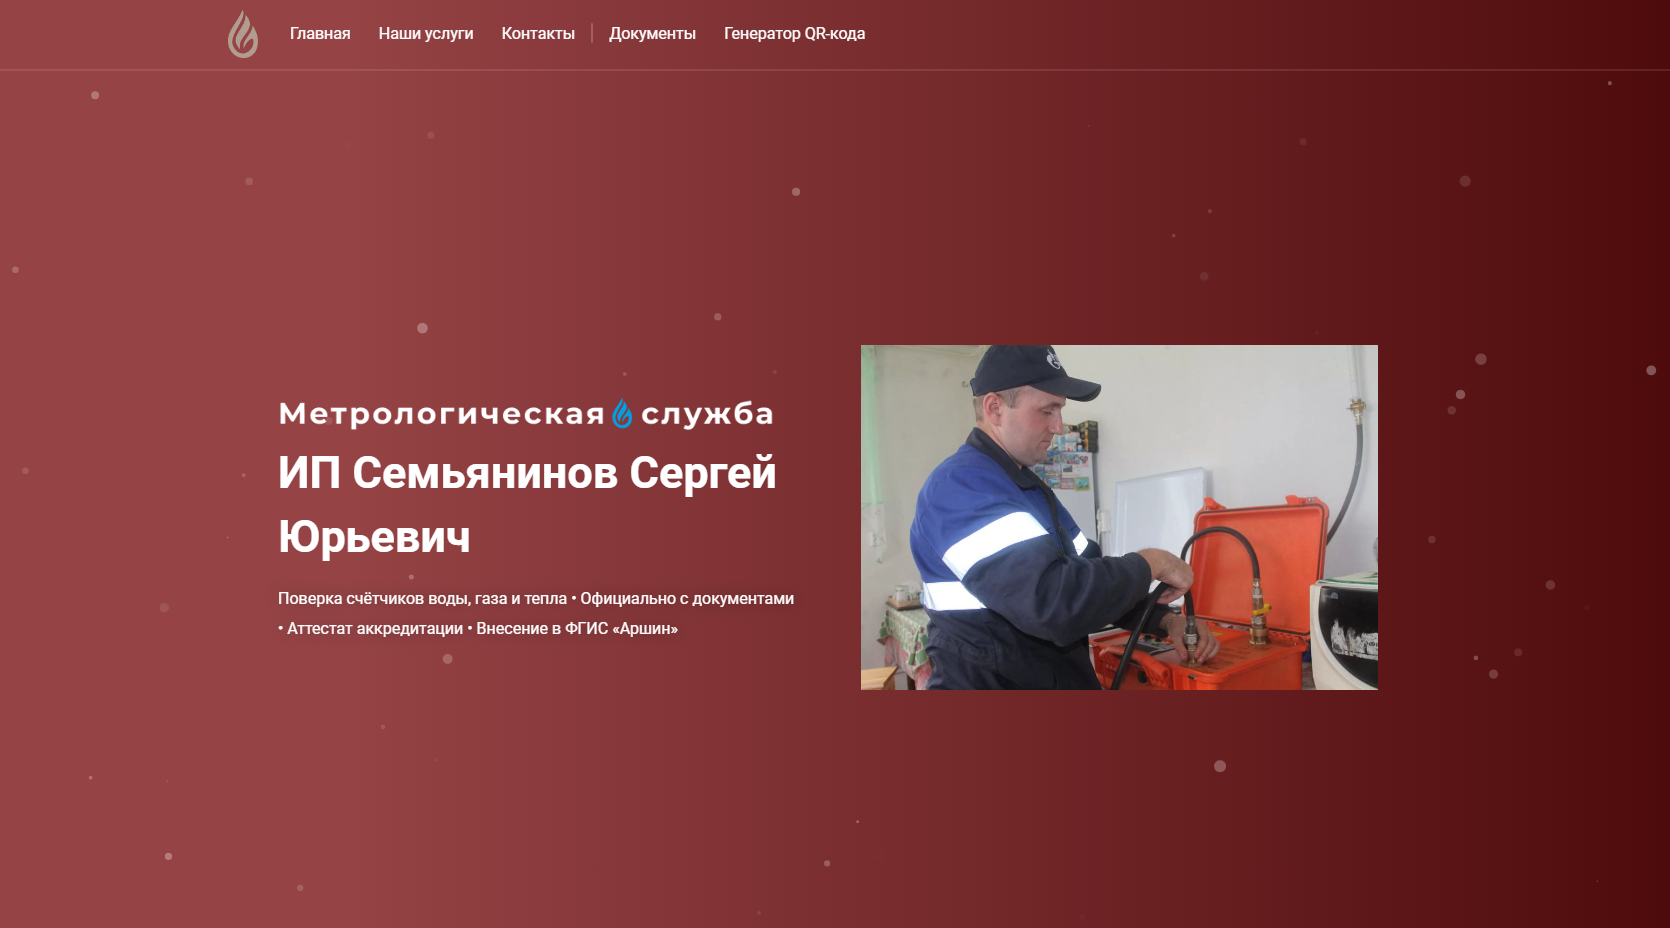 Главная Наши услуги Контакты Документы Генератор QR-кода
Метрологическая служба
ИП Семьянинов Сергей
Юрьевич
Поверка счётчиков воды, газа и тепла • Официально с документами
• Аттестат аккредитации • Внесение в ФГИС «Аршин»